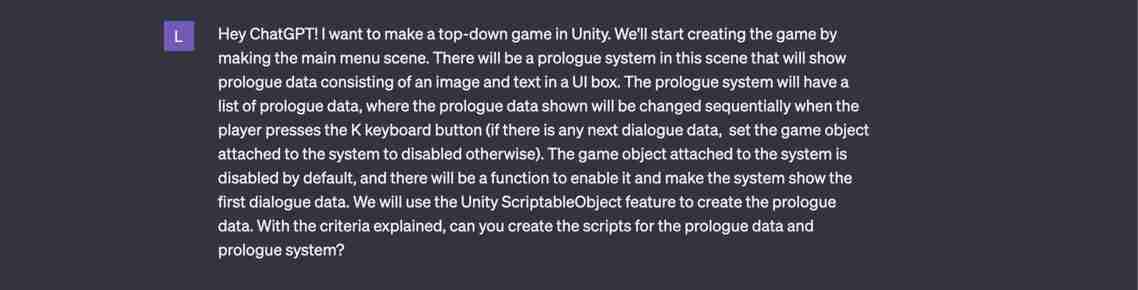 L
Hey ChatGPT! I want to make a top-down game in Unity. We'll start creating the game by
making the main menu scene. There will be a prologue system in this scene that will show
prologue data consisting of an image and text in a UI box. The prologue system will have a
list of prologue data, where the prologue data shown will be changed sequentially when the
player presses the K keyboard button (if there is any next dialogue data,  set the game object
attached to the system to disabled otherwise). The game object attached to the system is
disabled by default, and there will be a function to enable it and make the system show the
first dialogue data. We will use the Unity ScriptableObject feature to create the prologue
data. With the criteria explained, can you create the scripts for the prologue data and
prologue system?